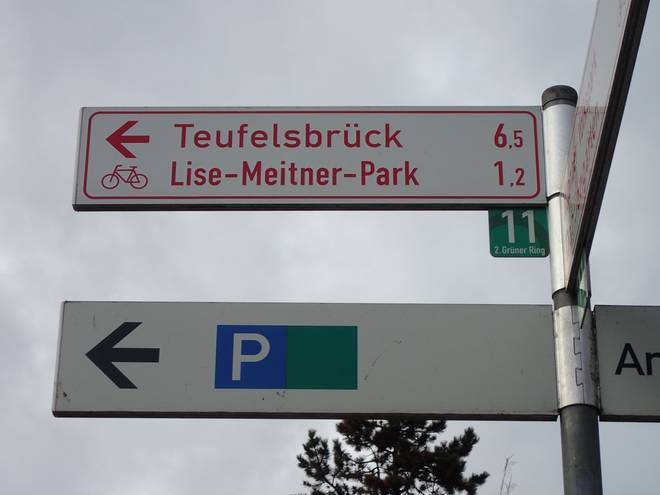 Teufelsbrück 6,5
Lise-Meitner-Park 1,2
11
2. Grüner Ring
P